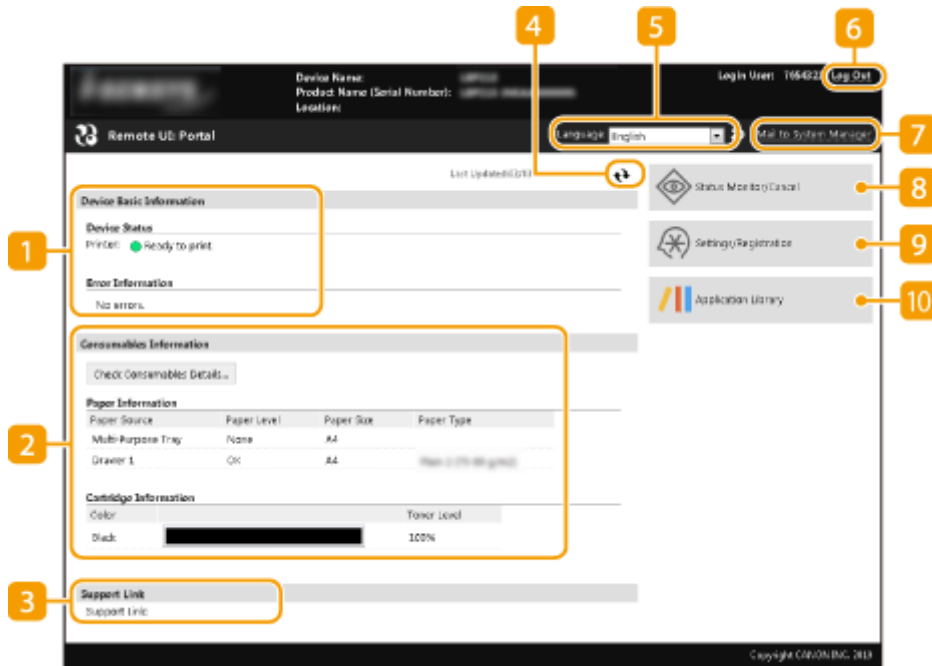 4
5
6
Device Name:
Product Name (Serial Number):
Location:
Login User: Log Out
Remote UI: Portal
Language English
Mail to System Manager
7
Last Updated
Device Basic Information
Status Monitor/Cancel
8
Device Status
Printer: Ready to print
1
Settings/Registration
9
Error Information
No errors.
Application Library
10
Consumables Information
Check Consumables Details...
Paper Information
Paper Source Paper Level Paper Size Paper Type
2
Multi-Purpose Tray None A4
Drawer 1 OK A4
Cartridge Information
Color Toner Level
Black 100%
3
Support Link
Support Link:
Copyright CANON INC. 2013